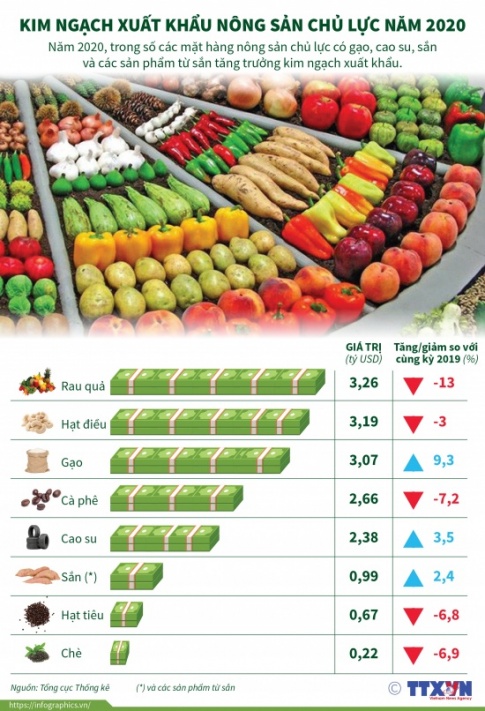 KIM NGẠCH XUẤT KHẨU NÔNG SẢN CHỦ LỰC NĂM 2020
Năm 2020, trong số các mặt hàng nông sản chủ lực có gạo, cao su, sắn
và các sản phẩm từ sắn tăng trưởng kim ngạch xuất khẩu.
GIÁ TRỊ Tăng/giảm so với
(tỷ USD) cùng kỳ 2019 (%)
Rau quả 3,26 -13
Hạt điều 3,19 -3
Gạo 3,07 9,3
Cà phê 2,66 -7,2
Cao su 2,38 3,5
Sắn (*) 0,99 2,4
Hạt tiêu 0,67 -6,8
Chè 0,22 -6,9
Nguồn: Tổng cục Thống kê (*) và các sản phẩm từ sắn
© TTXVN
Vietnam News Agency
https://infographics.vn/